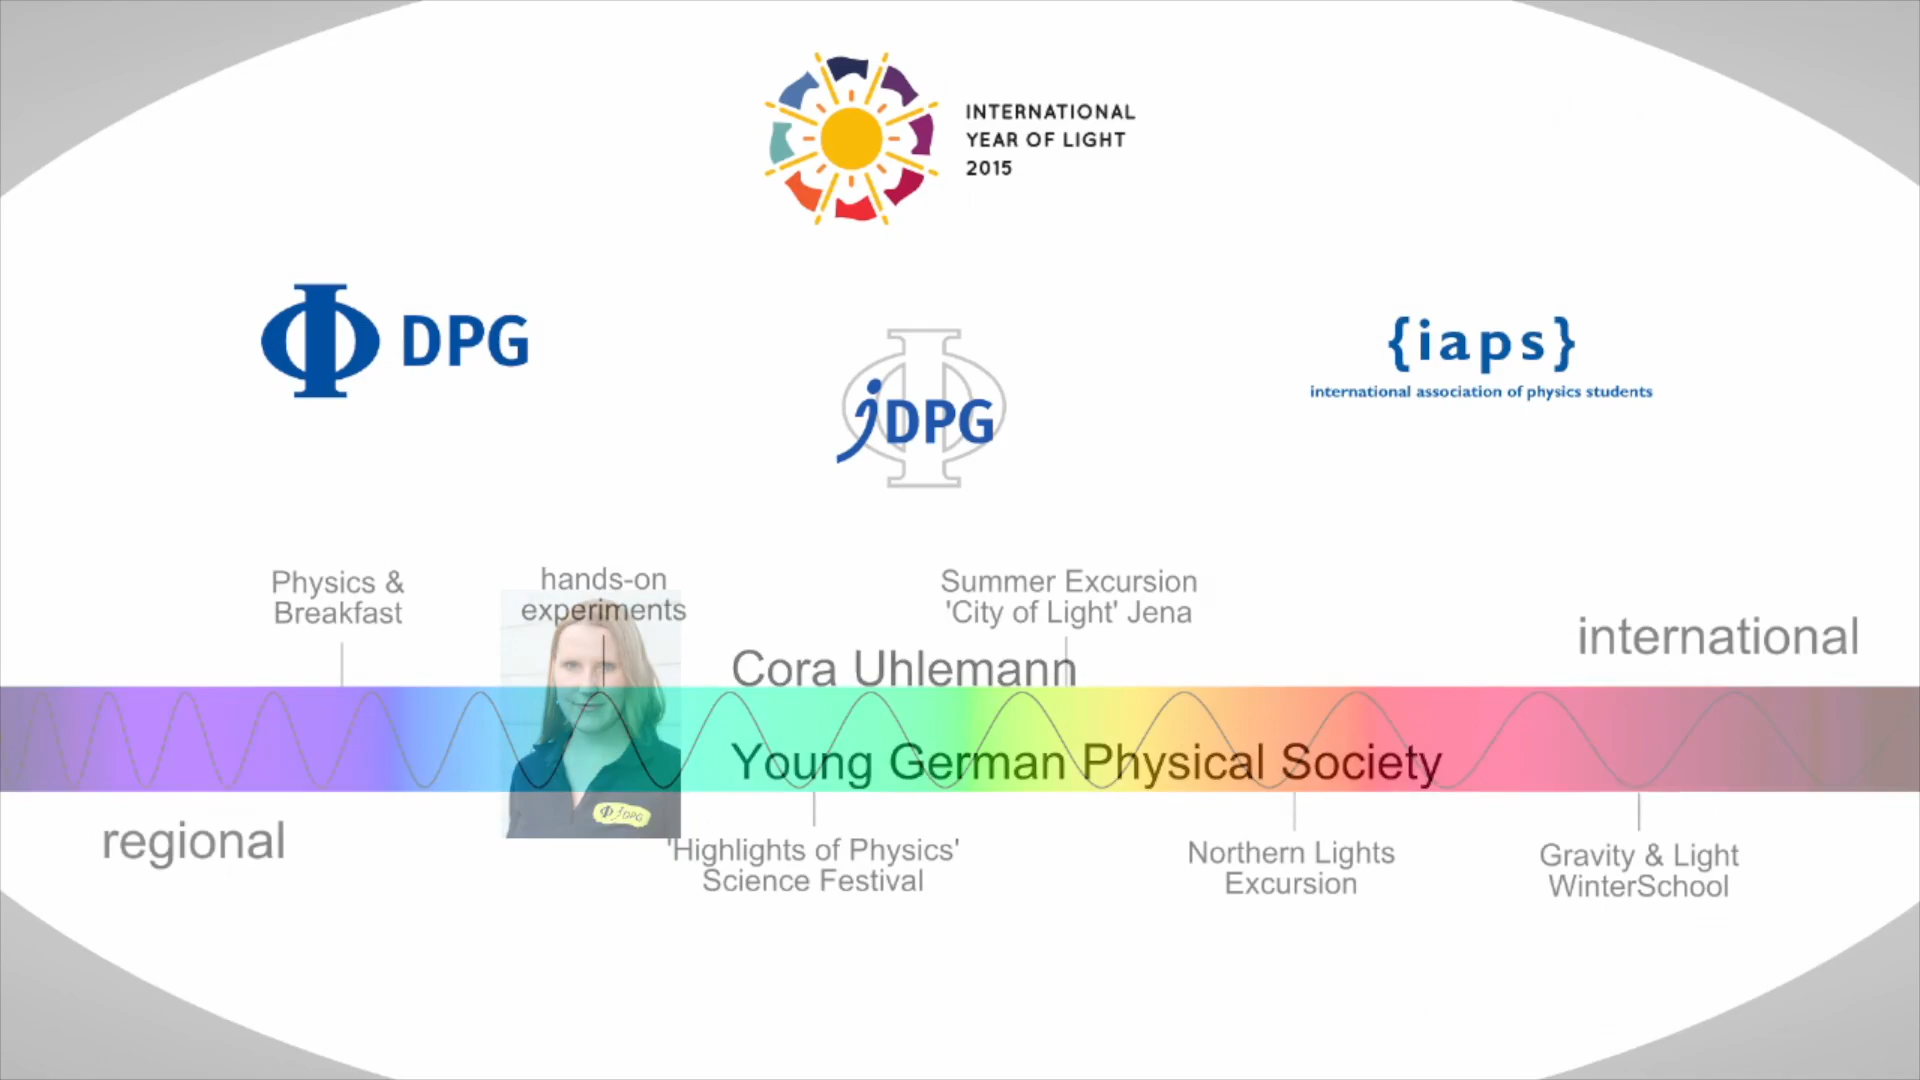 INTERNATIONAL
YEAR OF LIGHT
2015
DPG
jDPG
{iaps}
international association of physics students
Physics &
Breakfast
hands-on
experiments
Summer Excursion
'City of Light' Jena
international
Cora Uhlemann
Young German Physical Society
jDPG
regional
'Highlights of Physics'
Science Festival
Northern Lights
Excursion
Gravity & Light
WinterSchool